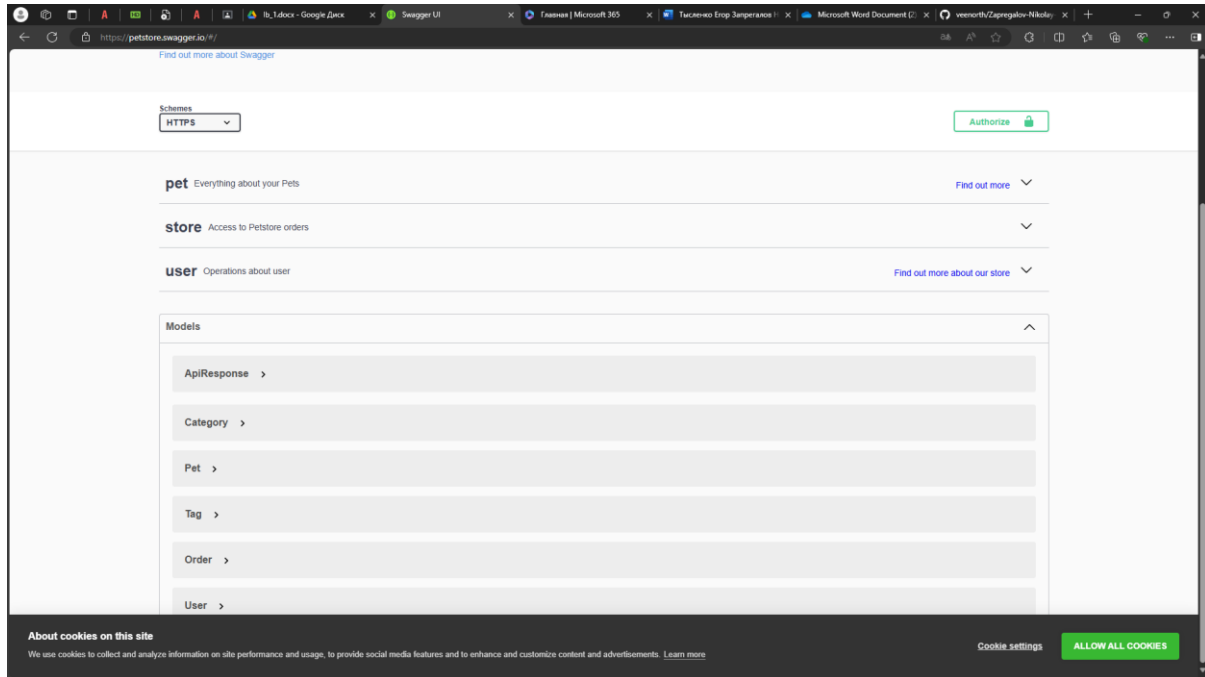 lb_1.docx - Google Диск
Swagger UI
Главная | Microsoft 365
Тысленко Егор Запрегалов Н
Microsoft Word Document (2)
veenorth/Zapregalov-Nikolay
https://petstore.swagger.io/#/
Find out more about Swagger
Schemes
HTTPS
Authorize
pet Everything about your Pets Find out more
store Access to Petstore orders
user Operations about user Find out more about our store
Models
ApiResponse
Category
Pet
Tag
Order
User
About cookies on this site
We use cookies to collect and analyze information on site performance and usage, to provide social media features and to enhance and customize content and advertisements. Learn more
Cookie settings
ALLOW ALL COOKIES